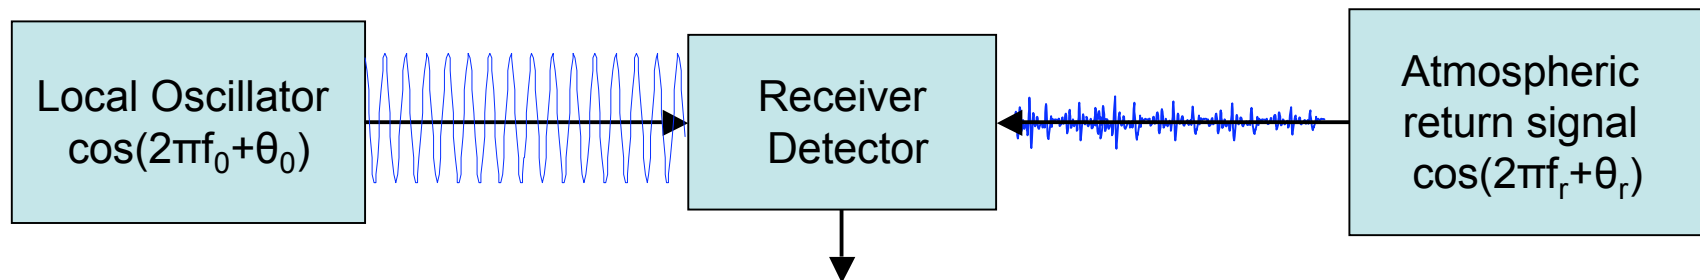 Local Oscillator
cos(2πf₀+θ₀)
Receiver
Detector
Atmospheric
return signal
cos(2πfᵣ+θᵣ)